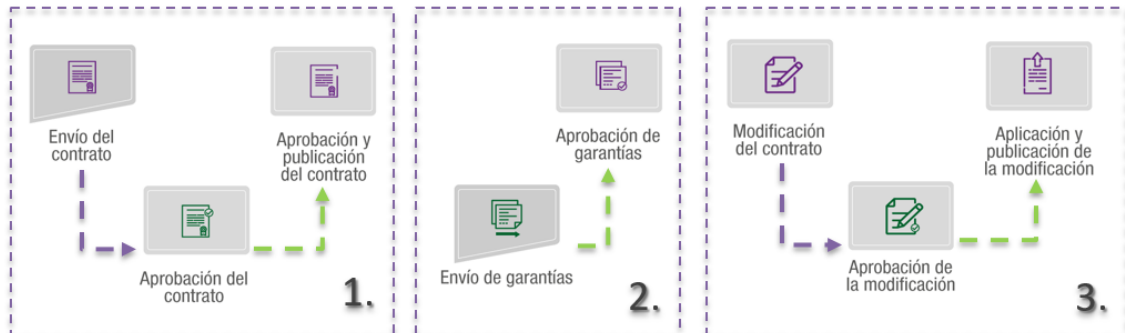 Envío del
contrato
Aprobación y
publicación
del contrato
Aprobación del
contrato
1.
Aprobación de
garantías
Envío de garantías
2.
Modificación
del contrato
Aplicación y
publicación de
la modificación
Aprobación de
la modificación
3.